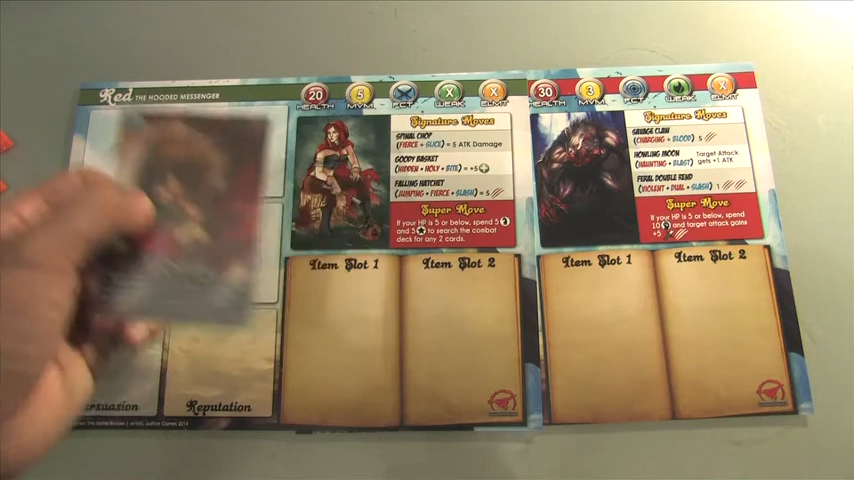 Red THE HOODED MESSENGER
20 HEALTH
5 MVM
FCT
X WEAK
X ELMT
Signature Moves
SPINAL CHOP
(FIERCE + SLICE) = 5 ATK Damage
GOODY BASKET
(HIDDEN + HOLY + BITE) = +5
FALLING HATCHET
(JUMPING + FIERCE + SLASH) = 5
Super Move
If your HP is 5 or below, spend 5
and 5 to search the combat
deck for any 2 cards.
Item Slot 1
Item Slot 2
Reputation
30 HEALTH
3 MVM
FCT
WEAK
X ELMT
Signature Moves
SAVAGE CLAW
(CHARGING + BLOOD) 5
HOWLING MOON
(HAUNTING + BLAST)
Target Attack
gets +1 ATK
FERAL DOUBLE REND
(VIOLENT + DUAL + SLASH) 1
Super Move
If your HP is 5 or below, spend
10 and target attack gains
+5
Item Slot 1
Item Slot 2